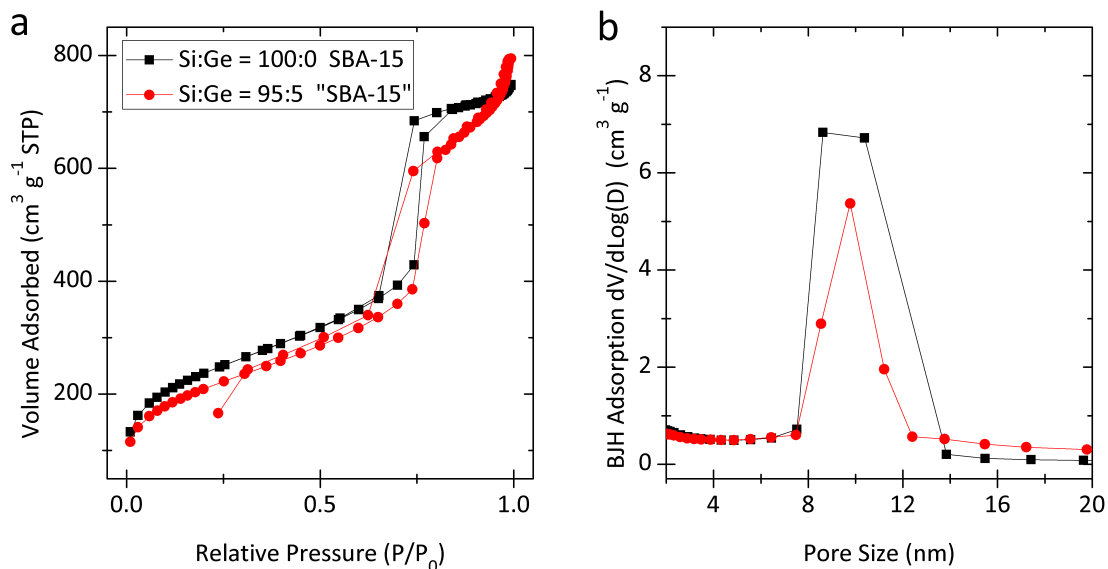 a
Volume Adsorbed (cm³ g⁻¹ STP)
800
600
400
200
Si:Ge = 100:0 SBA-15
Si:Ge = 95:5 "SBA-15"
0.0
0.5
1.0
Relative Pressure (P/P₀)
b
BJH Adsorption dV/dLog(D) (cm³ g⁻¹)
8
6
4
2
0
4
8
12
16
20
Pore Size (nm)